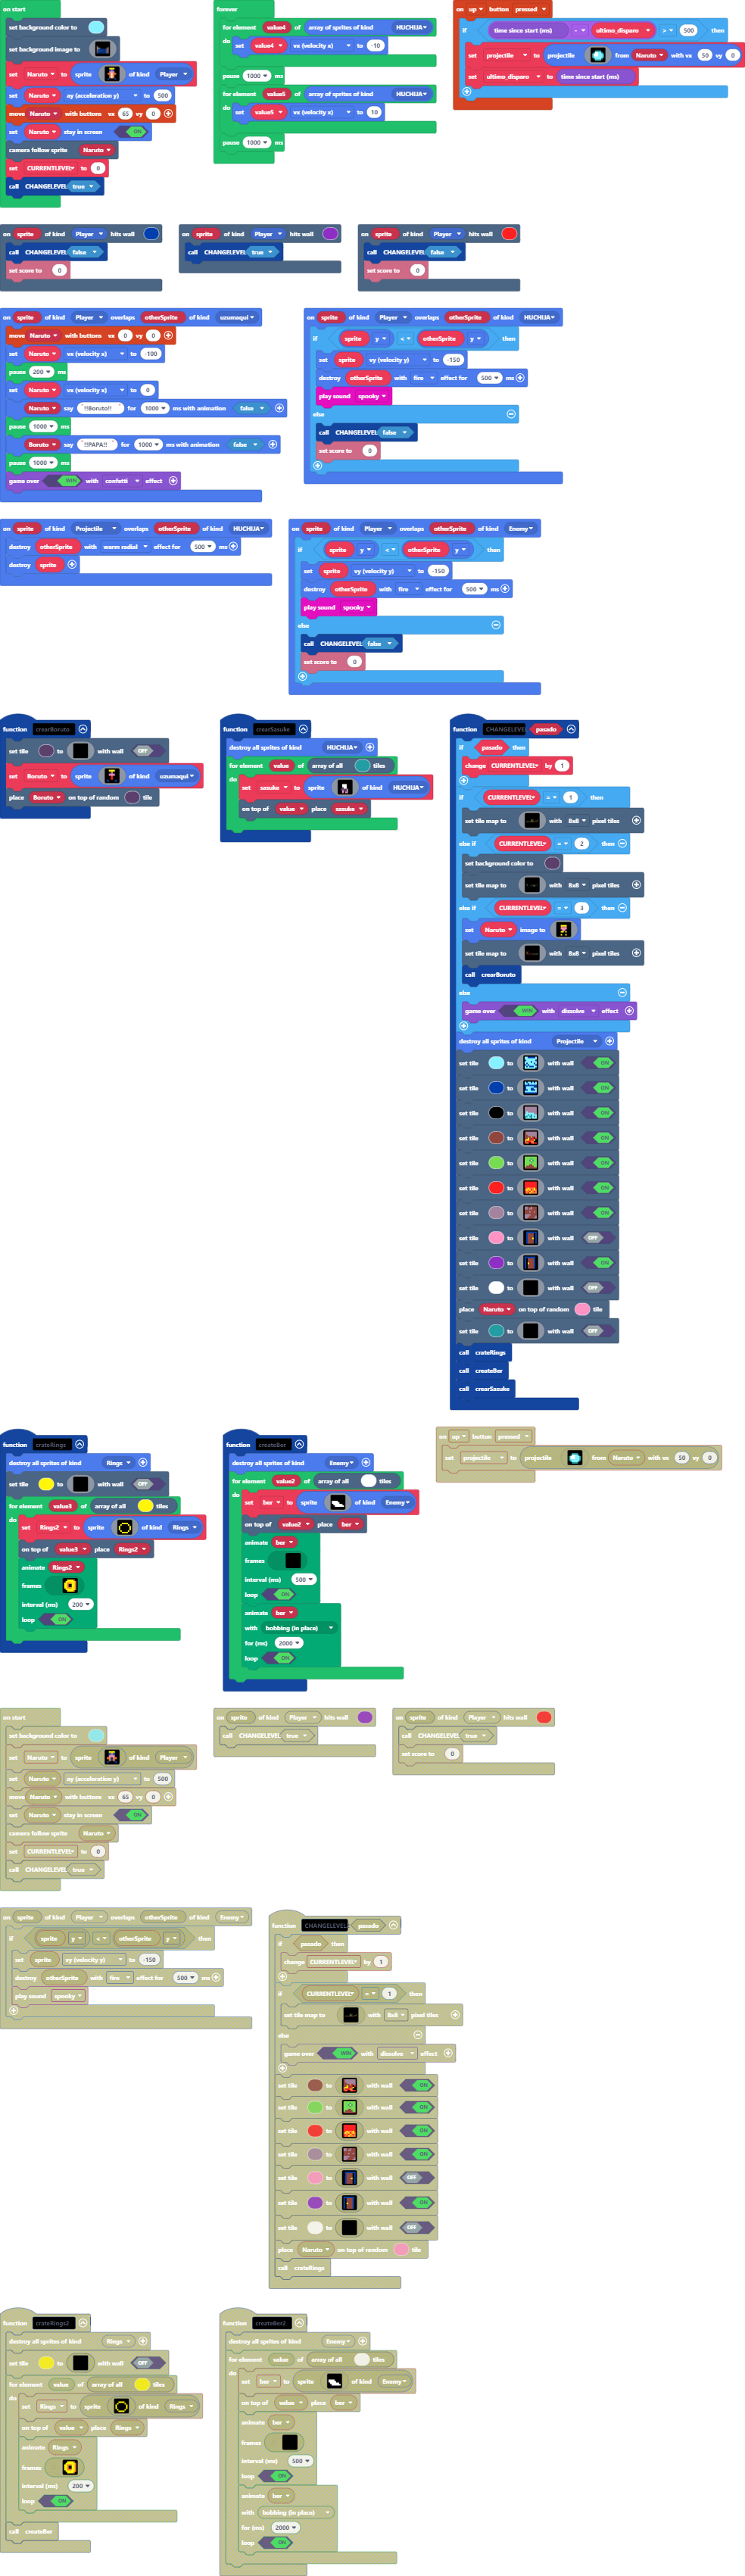 on start
set background color to
set background image to
set Naruto to sprite of kind Player
set Naruto ay (acceleration y) to 500
move Naruto with buttons vx 65 vy 0
set Naruto stay in screen ON
camera follow sprite Naruto
set CURRENTLEVEL to 0
call CHANGELEVEL true
forever
for element value4 of array of sprites of kind HUCHIJA
do set value4 vx (velocity x) to -10
pause 1000 ms
for element value5 of array of sprites of kind HUCHIJA
do set value5 vx (velocity x) to 10
pause 1000 ms
on up button pressed
if time since start (ms) - ultimo_disparo > 500 then
set projectile to projectile from Naruto with vx 50 vy 0
set ultimo_disparo to time since start (ms)
on sprite of kind Player hits wall
call CHANGELEVEL false
set score to 0
on sprite of kind Player hits wall
call CHANGELEVEL true
on sprite of kind Player hits wall
call CHANGELEVEL false
set score to 0
on sprite of kind Player overlaps otherSprite of kind uzumaqui
move Naruto with buttons vx 0 vy 0
set Naruto vx (velocity x) to -100
pause 200 ms
set Naruto vx (velocity x) to 0
Naruto say "!!Boruto!!" for 1000 ms with animation false
pause 1000 ms
Boruto say "!!PAPA!!" for 1000 ms with animation false
pause 1000 ms
game over WIN with confetti effect
on sprite of kind Player overlaps otherSprite of kind HUCHIJA
if sprite y < otherSprite y then
set sprite vy (velocity y) to -150
destroy otherSprite with fire effect for 500 ms
play sound spooky
else
call CHANGELEVEL false
set score to 0
on sprite of kind Projectile overlaps otherSprite of kind HUCHIJA
destroy otherSprite with warm radial effect for 500 ms
destroy sprite
on sprite of kind Player overlaps otherSprite of kind Enemy
if sprite y < otherSprite y then
set sprite vy (velocity y) to -150
destroy otherSprite with fire effect for 500 ms
play sound spooky
else
call CHANGELEVEL false
set score to 0
function crearBoruto
set tile to with wall OFF
set Boruto to sprite of kind uzumaqui
place Boruto on top of random tile
function crearSasuke
destroy all sprites of kind HUCHIJA
for element value of array of all tiles
do set sasuke to sprite of kind HUCHIJA
on top of value place sasuke
function CHANGELEVEL pasado
if pasado then
change CURRENTLEVEL by 1
if CURRENTLEVEL = 1 then
set tile map to with 8x8 pixel tiles
else if CURRENTLEVEL = 2 then
set background color to
set tile map to with 8x8 pixel tiles
else if CURRENTLEVEL = 3 then
set Naruto image to
set tile map to with 8x8 pixel tiles
call crearBoruto
else
game over WIN with dissolve effect
destroy all sprites of kind Projectile
set tile to with wall ON
set tile to with wall ON
set tile to with wall ON
set tile to with wall ON
set tile to with wall ON
set tile to with wall ON
set tile to with wall ON
set tile to with wall OFF
set tile to with wall ON
set tile to with wall OFF
place Naruto on top of random tile
set tile to with wall OFF
call crateRings
call createBer
call crearSasuke
function crateRings
destroy all sprites of kind Rings
set tile to with wall OFF
for element value3 of array of all tiles
do set Rings2 to sprite of kind Rings
on top of value3 place Rings2
animate Rings2
frames
interval (ms) 200
loop ON
function createBer
destroy all sprites of kind Enemy
for element value2 of array of all tiles
do set ber to sprite of kind Enemy
on top of value2 place ber
animate ber
frames
interval (ms) 500
loop ON
animate ber
with bobbing (in place)
for (ms) 2000
loop ON
on up button pressed
set projectile to projectile from Naruto with vx 50 vy 0
on start
set background color to
set Naruto to sprite of kind Player
set Naruto ay (acceleration y) to 500
move Naruto with buttons vx 65 vy 0
set Naruto stay in screen ON
camera follow sprite Naruto
set CURRENTLEVEL to 0
call CHANGELEVEL true
on sprite of kind Player hits wall
call CHANGELEVEL true
on sprite of kind Player hits wall
call CHANGELEVEL true
set score to 0
on sprite of kind Player overlaps otherSprite of kind Enemy
if sprite y < otherSprite y then
set sprite vy (velocity y) to -150
destroy otherSprite with fire effect for 500 ms
play sound spooky
function CHANGELEVEL pasado
if pasado then
change CURRENTLEVEL by 1
if CURRENTLEVEL = 1 then
set tile map to with 8x8 pixel tiles
else
game over WIN with dissolve effect
set tile to with wall ON
set tile to with wall ON
set tile to with wall ON
set tile to with wall ON
set tile to with wall OFF
set tile to with wall ON
set tile to with wall OFF
place Naruto on top of random tile
call crateRings
function crateRings2
destroy all sprites of kind Rings
set tile to with wall OFF
for element value of array of all tiles
do set Rings to sprite of kind Rings
on top of value place Rings
animate Rings
frames
interval (ms) 200
loop ON
call createBer
function createBer2
destroy all sprites of kind Enemy
for element value of array of all tiles
do set ber to sprite of kind Enemy
on top of value place ber
animate ber
frames
interval (ms) 500
loop ON
animate ber
with bobbing (in place)
for (ms) 2000
loop ON